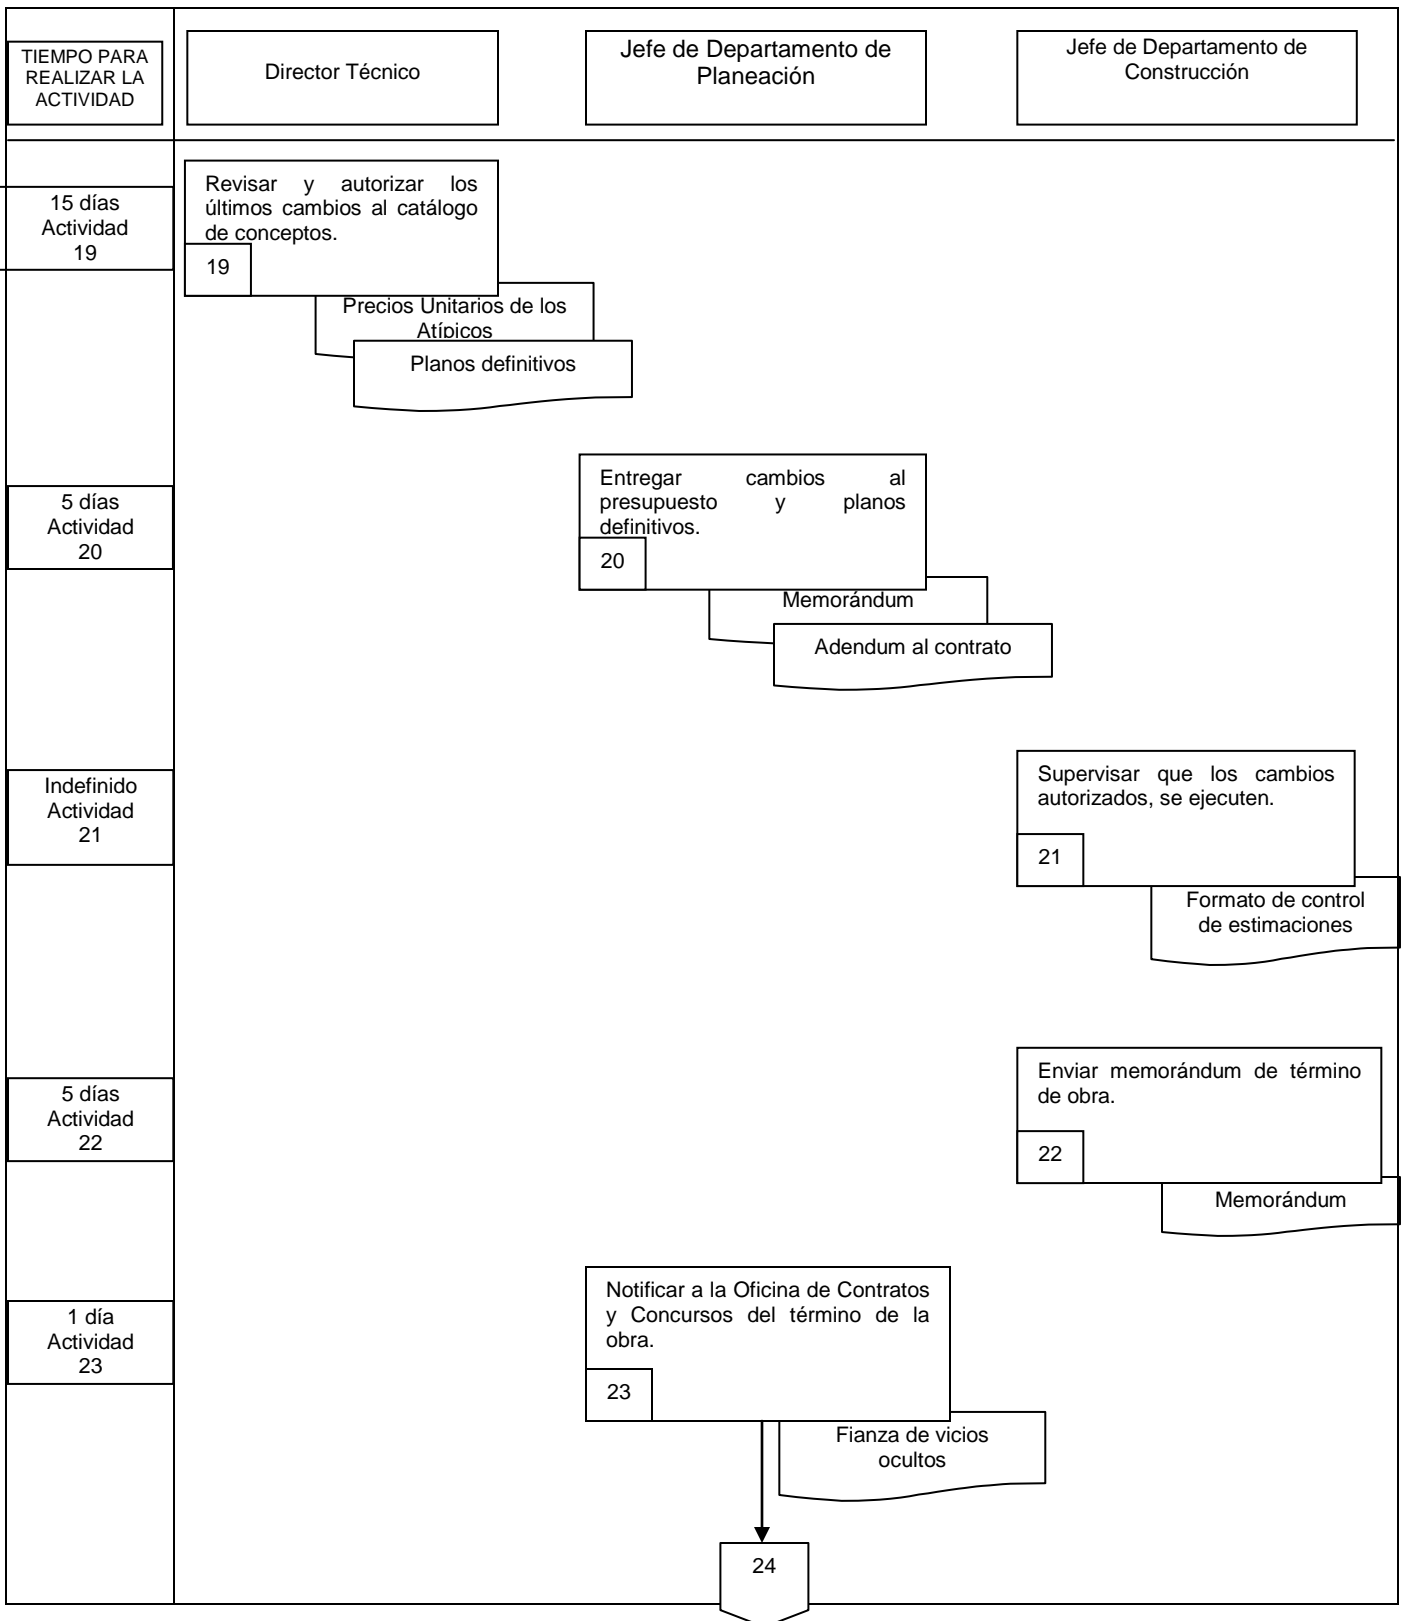 TIEMPO PARA
REALIZAR LA
ACTIVIDAD
Director Técnico
Jefe de Departamento de
Planeación
Jefe de Departamento de
Construcción
15 días
Actividad
19
Revisar y autorizar los
últimos cambios al catálogo
de conceptos.
19
Precios Unitarios de los
Atípicos
Planos definitivos
5 días
Actividad
20
Entregar cambios al
presupuesto y planos
definitivos.
20
Memorándum
Adendum al contrato
Indefinido
Actividad
21
Supervisar que los cambios
autorizados, se ejecuten.
21
Formato de control
de estimaciones
5 días
Actividad
22
Enviar memorándum de término
de obra.
22
Memorándum
1 día
Actividad
23
Notificar a la Oficina de Contratos
y Concursos del término de la
obra.
23
Fianza de vicios
ocultos
24